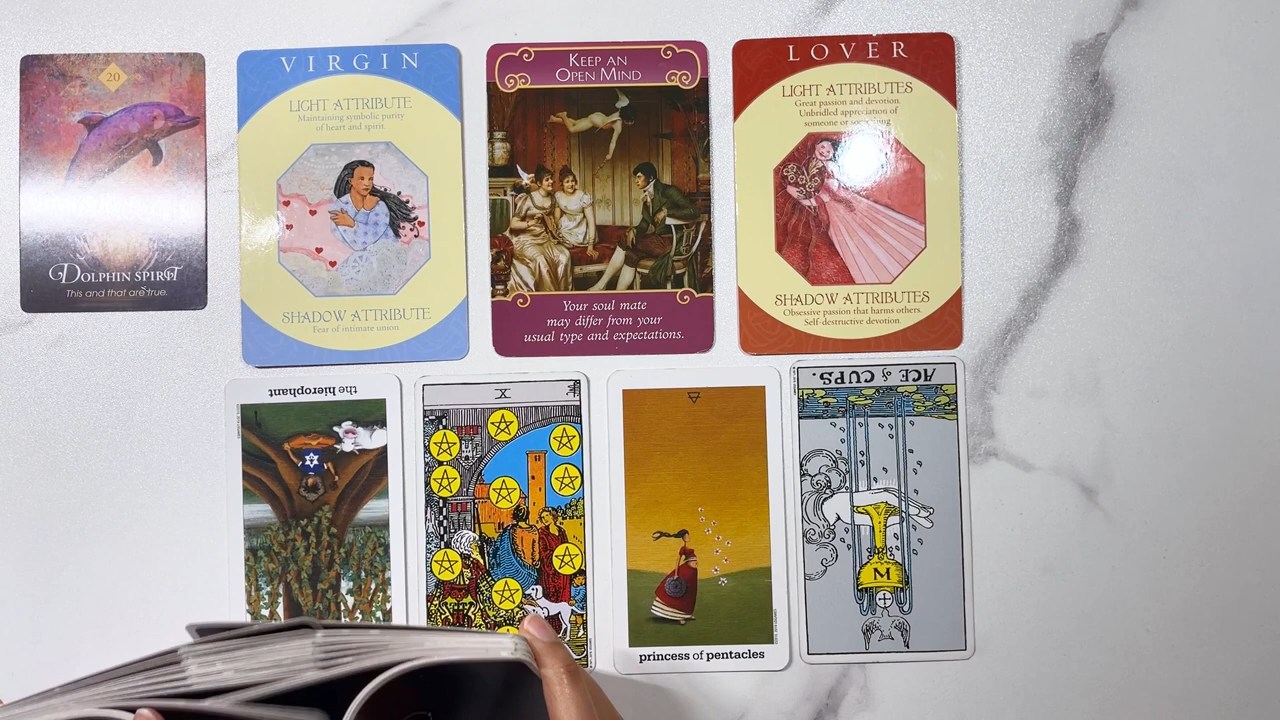 20
DOLPHIN SPIRIT
This and that are true.
VIRGIN
LIGHT ATTRIBUTE
Maintaining symbolic purity
of heart and spirit.
SHADOW ATTRIBUTE
Fear of intimate union
KEEP AN
OPEN MIND
Your soul mate
may differ from your
usual type and expectations.
LOVER
LIGHT ATTRIBUTES
Great passion and devotion.
Unbridled appreciation of
someone or
SHADOW ATTRIBUTES
Obsessive passion that harms others.
Self-destructive devotion.
the hierophant
X
princess of pentacles
ACE of CUPS.